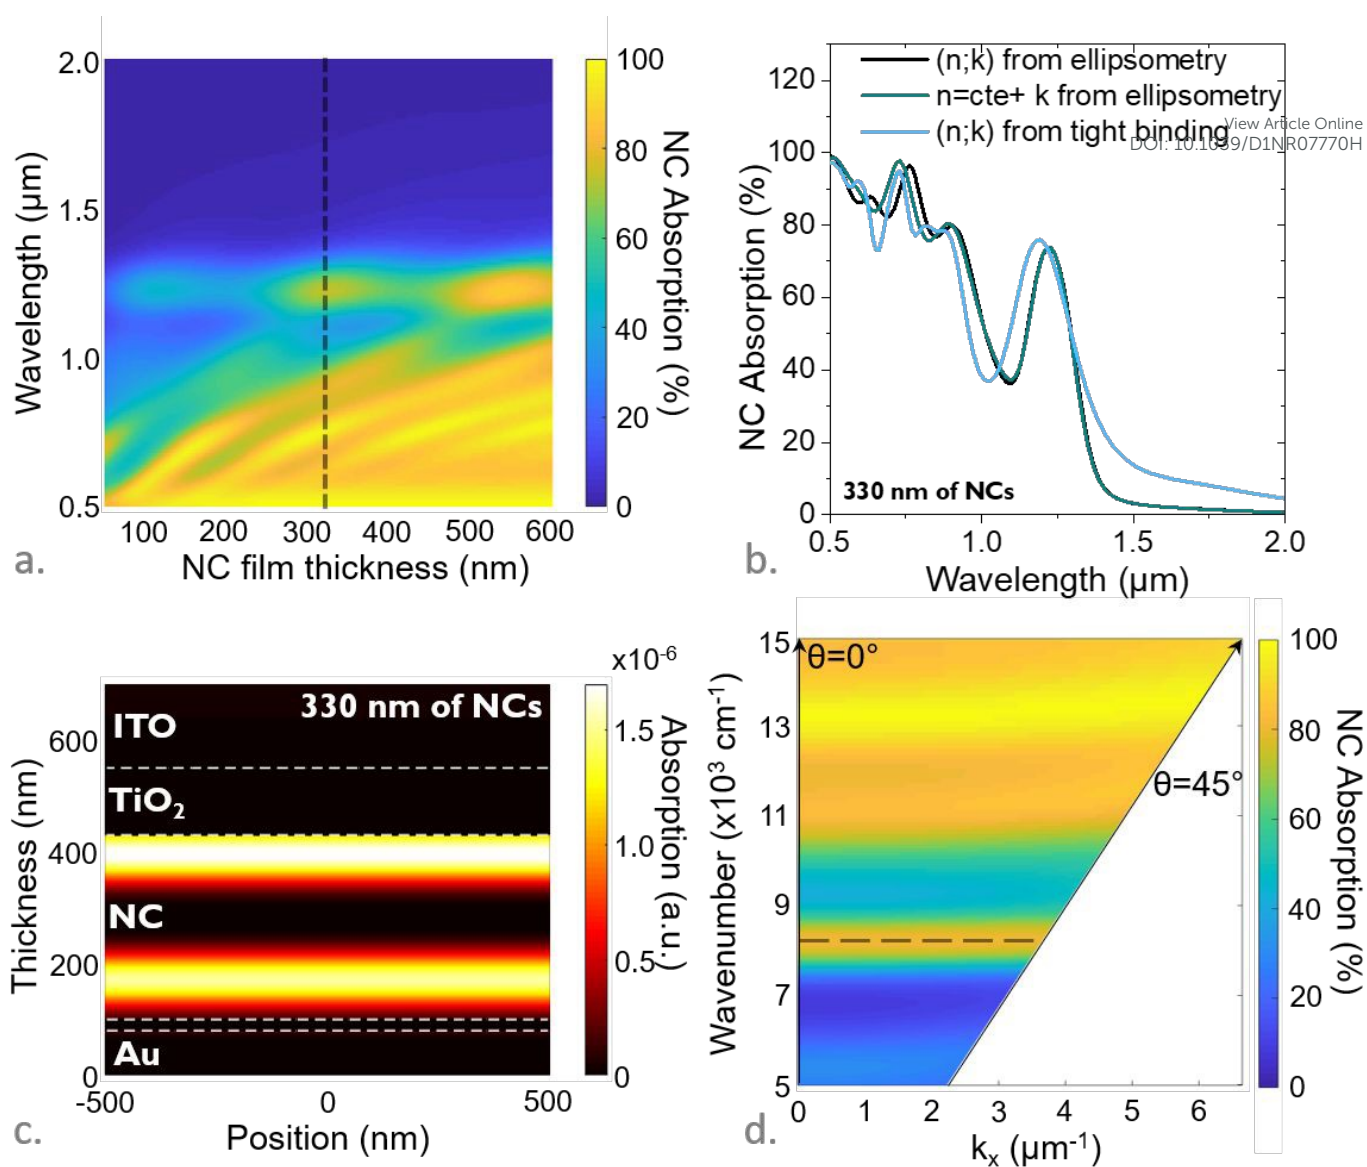 2.0
1.5
1.0
0.5
Wavelength (µm)
100 200 300 400 500 600
NC film thickness (nm)
100
80
60
40
20
0
NC Absorption (%)
a.
(n;k) from ellipsometry
n=cte+ k from ellipsometry
(n;k) from tight binding
View Article Online
DOI: 10.1039/D1NR07770H
120
100
80
60
40
20
0
NC Absorption (%)
330 nm of NCs
0.5 1.0 1.5 2.0
Wavelength (µm)
b.
x10-6
330 nm of NCs
ITO
TiO2
NC
Au
600
400
200
0
Thickness (nm)
-500 0 500
Position (nm)
1.5
1.0
0.5
0
Absorption (a.u.)
c.
15
13
11
9
7
5
Wavenumber (x10³ cm-1)
θ=0°
θ=45°
0 1 2 3 4 5 6
kx (µm-1)
100
80
60
40
20
0
NC Absorption (%)
d.